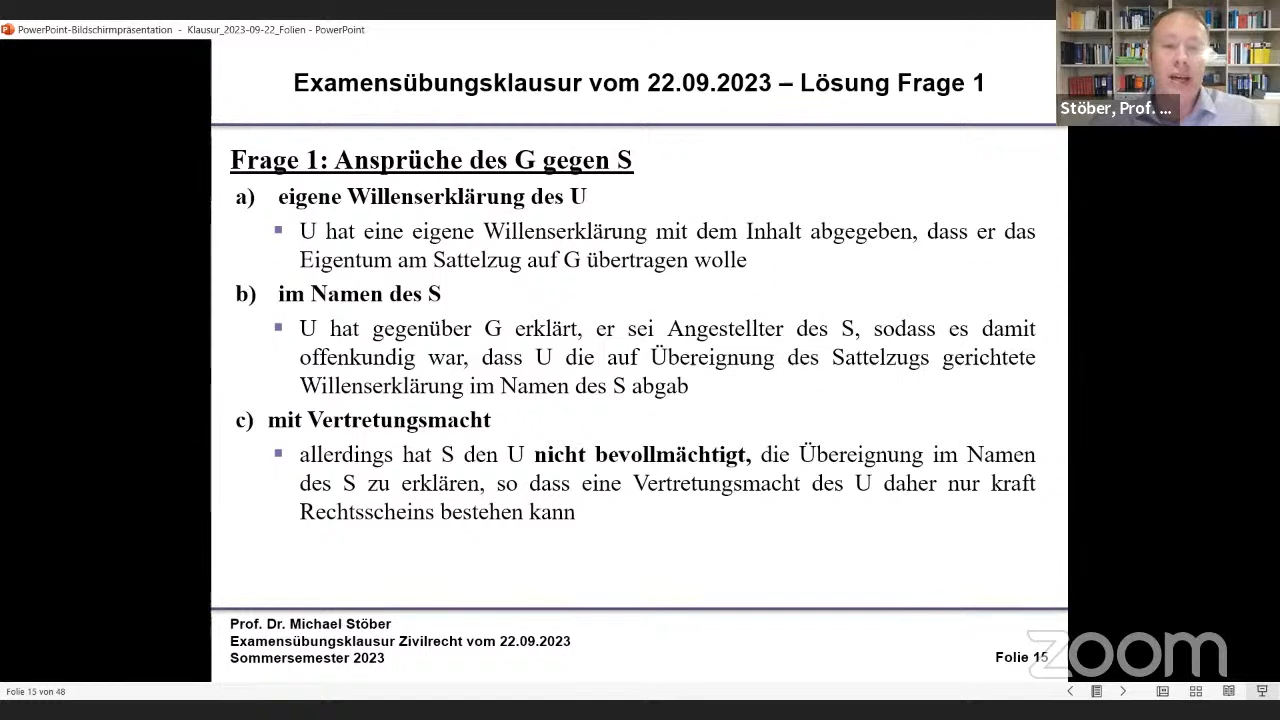 PowerPoint-Bildschirmpräsentation - Klausur_2023-09-22_Folien - PowerPoint
Stöber, Prof. ...
Examensübungsklausur vom 22.09.2023 – Lösung Frage 1
Frage 1: Ansprüche des G gegen S
a) eigene Willenserklärung des U
▪ U hat eine eigene Willenserklärung mit dem Inhalt abgegeben, dass er das
Eigentum am Sattelzug auf G übertragen wolle
b) im Namen des S
▪ U hat gegenüber G erklärt, er sei Angestellter des S, sodass es damit
offenkundig war, dass U die auf Übereignung des Sattelzugs gerichtete
Willenserklärung im Namen des S abgab
c) mit Vertretungsmacht
▪ allerdings hat S den U nicht bevollmächtigt, die Übereignung im Namen
des S zu erklären, so dass eine Vertretungsmacht des U daher nur kraft
Rechtsscheins bestehen kann
Prof. Dr. Michael Stöber
Examensübungsklausur Zivilrecht vom 22.09.2023
Sommersemester 2023
Folie 15
zoom
Folie 15 von 48